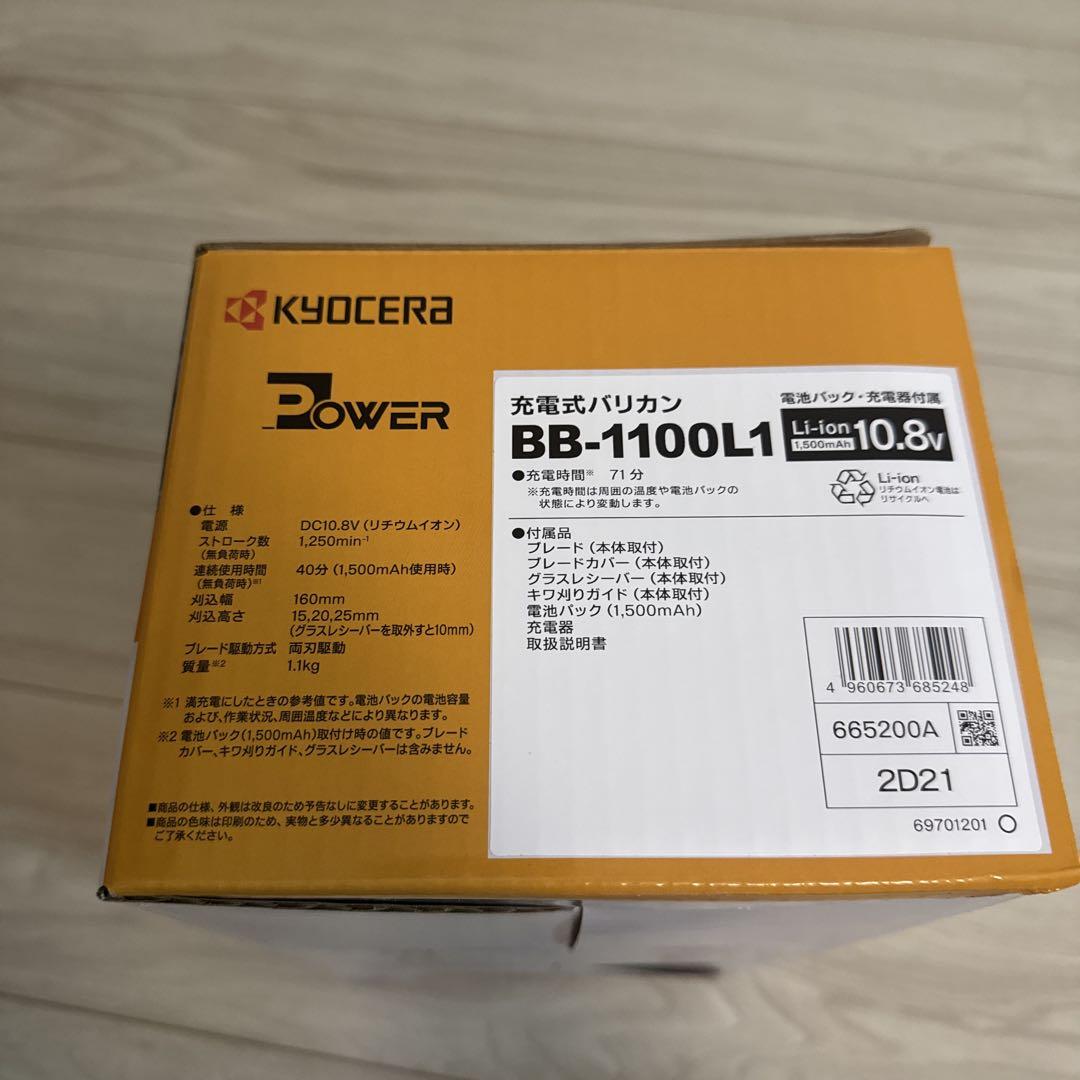 KYOCERA
POWER
●仕 様
電源 DC10.8V(リチウムイオン)
ストローク数 1,250min⁻¹
(無負荷時)
連続使用時間 40分(1,500mAh使用時)
(無負荷時)※1
刈込幅 160mm
刈込高さ 15,20,25mm
(グラスレシーバーを取外すと10mm)
ブレード駆動方式 両刃駆動
質量※2 1.1kg
※1 満充電にしたときの参考値です。電池パックの電池容量
および、作業状況、周囲温度などにより異なります。
※2 電池パック(1,500mAh)取付け時の値です。ブレード
カバー、キワ刈りガイド、グラスレシーバーは含みません。
■商品の仕様、外観は改良のため予告なしに変更することがあります。
■商品の色味は印刷のため、実物と多少異なることがありますので
ご了承ください。
充電式バリカン
BB-1100L1
電池パック・充電器付属
Li-ion
1,500mAh
10.8V
●充電時間※ 71分
※充電時間は周囲の温度や電池パックの
状態により変動します。
Li-ion
リチウムイオン電池は
リサイクルへ
●付属品
ブレード(本体取付)
ブレードカバー(本体取付)
グラスレシーバー(本体取付)
キワ刈りガイド(本体取付)
電池パック(1,500mAh)
充電器
取扱説明書
4 960673 685248
665200A
2D21
69701201 ○